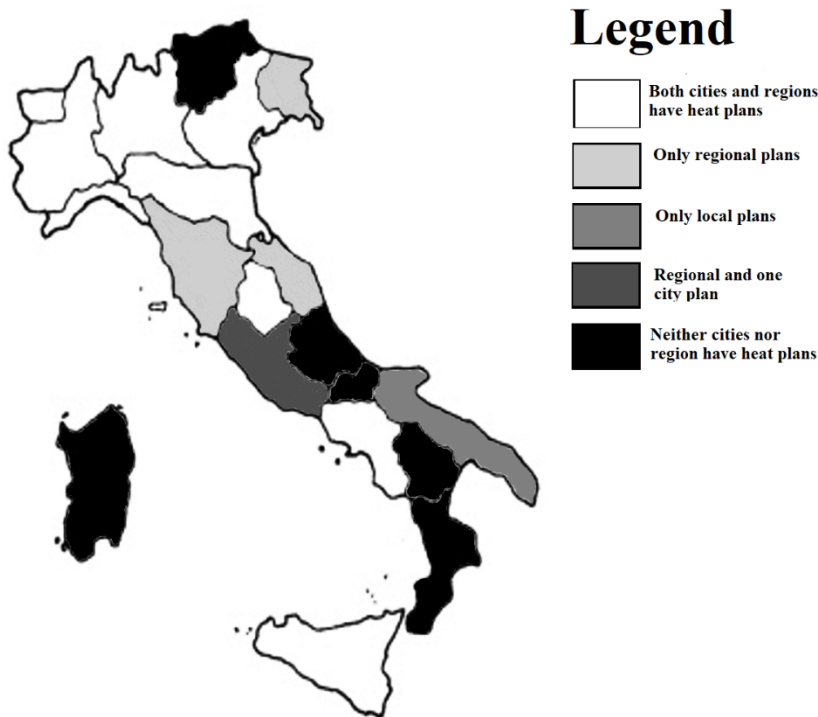 Legend
Both cities and regions
have heat plans
Only regional plans
Only local plans
Regional and one
city plan
Neither cities nor
region have heat plans